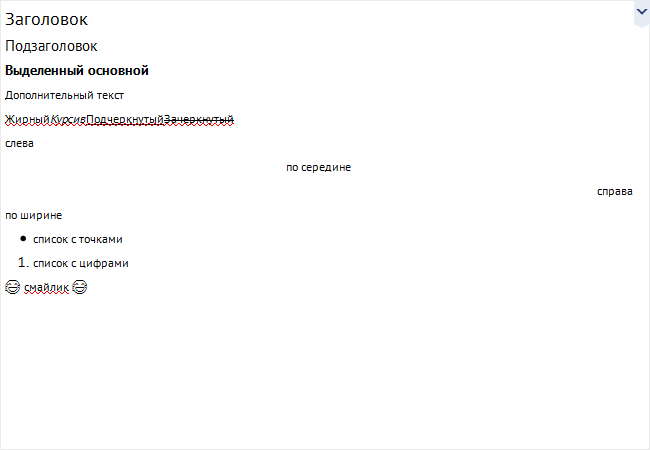 Заголовок
Подзаголовок
Выделенный основной
Дополнительный текст
ЖирныйКурсивПодчеркнутыйЗачеркнутый
слева
по середине
справа
по ширине
• список с точками
1. список с цифрами
😂 смайлик 😂